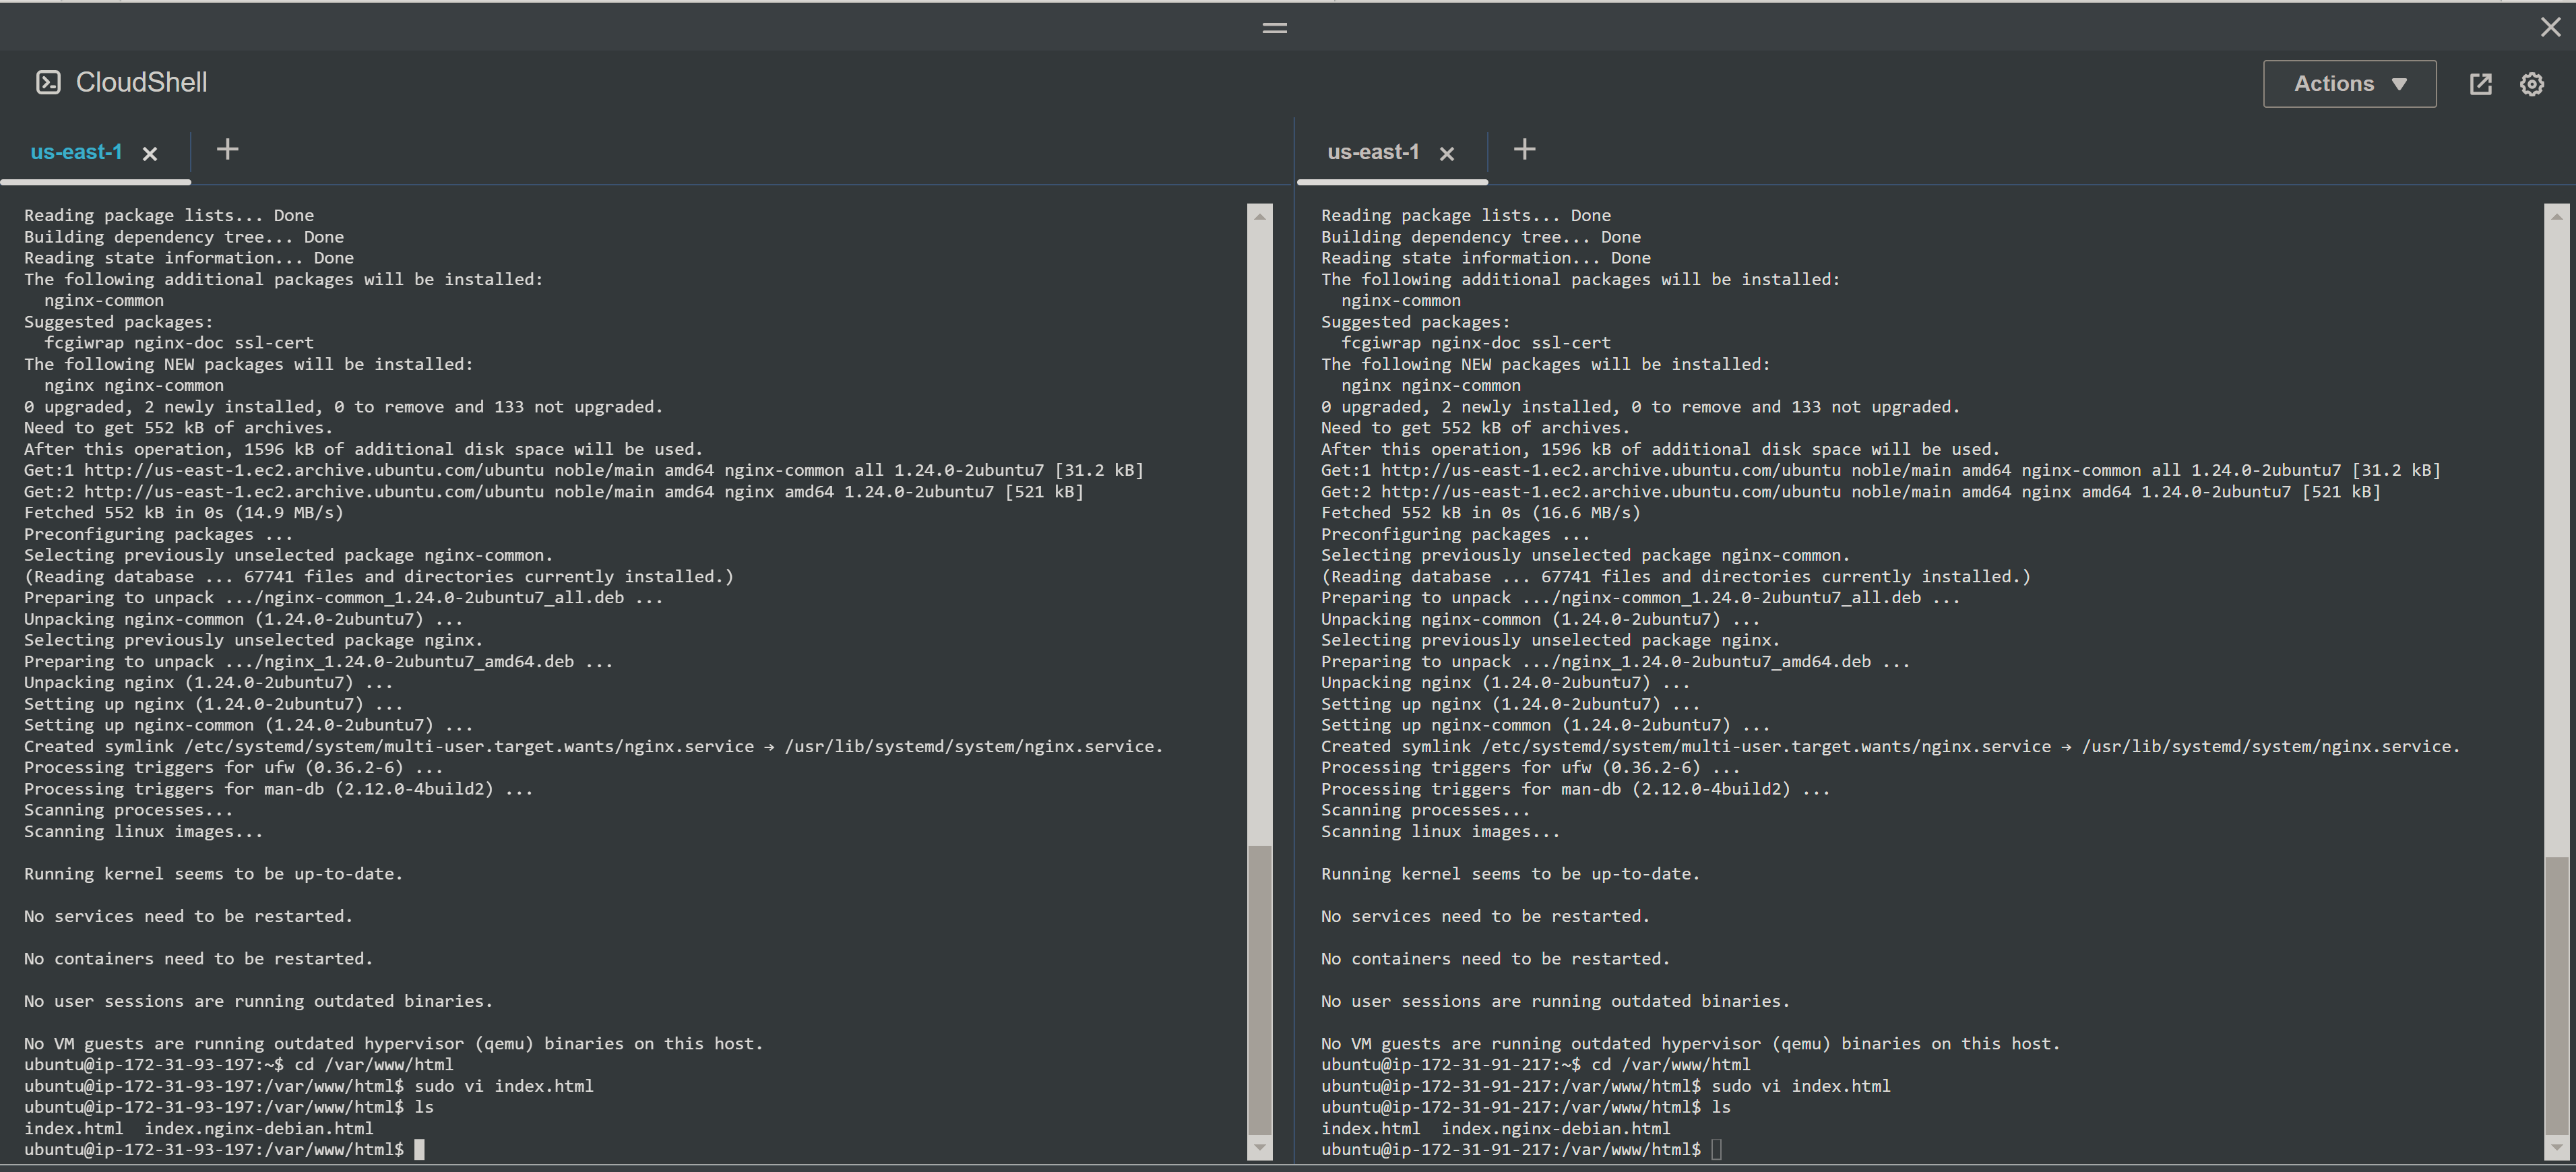 CloudShell
Actions
us-east-1
Reading package lists... Done
Building dependency tree... Done
Reading state information... Done
The following additional packages will be installed:
  nginx-common
Suggested packages:
  fcgiwrap nginx-doc ssl-cert
The following NEW packages will be installed:
  nginx nginx-common
0 upgraded, 2 newly installed, 0 to remove and 133 not upgraded.
Need to get 552 kB of archives.
After this operation, 1596 kB of additional disk space will be used.
Get:1 http://us-east-1.ec2.archive.ubuntu.com/ubuntu noble/main amd64 nginx-common all 1.24.0-2ubuntu7 [31.2 kB]
Get:2 http://us-east-1.ec2.archive.ubuntu.com/ubuntu noble/main amd64 nginx amd64 1.24.0-2ubuntu7 [521 kB]
Fetched 552 kB in 0s (14.9 MB/s)
Preconfiguring packages ...
Selecting previously unselected package nginx-common.
(Reading database ... 67741 files and directories currently installed.)
Preparing to unpack .../nginx-common_1.24.0-2ubuntu7_all.deb ...
Unpacking nginx-common (1.24.0-2ubuntu7) ...
Selecting previously unselected package nginx.
Preparing to unpack .../nginx_1.24.0-2ubuntu7_amd64.deb ...
Unpacking nginx (1.24.0-2ubuntu7) ...
Setting up nginx (1.24.0-2ubuntu7) ...
Setting up nginx-common (1.24.0-2ubuntu7) ...
Created symlink /etc/systemd/system/multi-user.target.wants/nginx.service → /usr/lib/systemd/system/nginx.service.
Processing triggers for ufw (0.36.2-6) ...
Processing triggers for man-db (2.12.0-4build2) ...
Scanning processes...
Scanning linux images...
Running kernel seems to be up-to-date.
No services need to be restarted.
No containers need to be restarted.
No user sessions are running outdated binaries.
No VM guests are running outdated hypervisor (qemu) binaries on this host.
ubuntu@ip-172-31-93-197:~$ cd /var/www/html
ubuntu@ip-172-31-93-197:/var/www/html$ sudo vi index.html
ubuntu@ip-172-31-93-197:/var/www/html$ ls
index.html  index.nginx-debian.html
ubuntu@ip-172-31-93-197:/var/www/html$
us-east-1
Reading package lists... Done
Building dependency tree... Done
Reading state information... Done
The following additional packages will be installed:
  nginx-common
Suggested packages:
  fcgiwrap nginx-doc ssl-cert
The following NEW packages will be installed:
  nginx nginx-common
0 upgraded, 2 newly installed, 0 to remove and 133 not upgraded.
Need to get 552 kB of archives.
After this operation, 1596 kB of additional disk space will be used.
Get:1 http://us-east-1.ec2.archive.ubuntu.com/ubuntu noble/main amd64 nginx-common all 1.24.0-2ubuntu7 [31.2 kB]
Get:2 http://us-east-1.ec2.archive.ubuntu.com/ubuntu noble/main amd64 nginx amd64 1.24.0-2ubuntu7 [521 kB]
Fetched 552 kB in 0s (16.6 MB/s)
Preconfiguring packages ...
Selecting previously unselected package nginx-common.
(Reading database ... 67741 files and directories currently installed.)
Preparing to unpack .../nginx-common_1.24.0-2ubuntu7_all.deb ...
Unpacking nginx-common (1.24.0-2ubuntu7) ...
Selecting previously unselected package nginx.
Preparing to unpack .../nginx_1.24.0-2ubuntu7_amd64.deb ...
Unpacking nginx (1.24.0-2ubuntu7) ...
Setting up nginx (1.24.0-2ubuntu7) ...
Setting up nginx-common (1.24.0-2ubuntu7) ...
Created symlink /etc/systemd/system/multi-user.target.wants/nginx.service → /usr/lib/systemd/system/nginx.service.
Processing triggers for ufw (0.36.2-6) ...
Processing triggers for man-db (2.12.0-4build2) ...
Scanning processes...
Scanning linux images...
Running kernel seems to be up-to-date.
No services need to be restarted.
No containers need to be restarted.
No user sessions are running outdated binaries.
No VM guests are running outdated hypervisor (qemu) binaries on this host.
ubuntu@ip-172-31-91-217:~$ cd /var/www/html
ubuntu@ip-172-31-91-217:/var/www/html$ sudo vi index.html
ubuntu@ip-172-31-91-217:/var/www/html$ ls
index.html  index.nginx-debian.html
ubuntu@ip-172-31-91-217:/var/www/html$